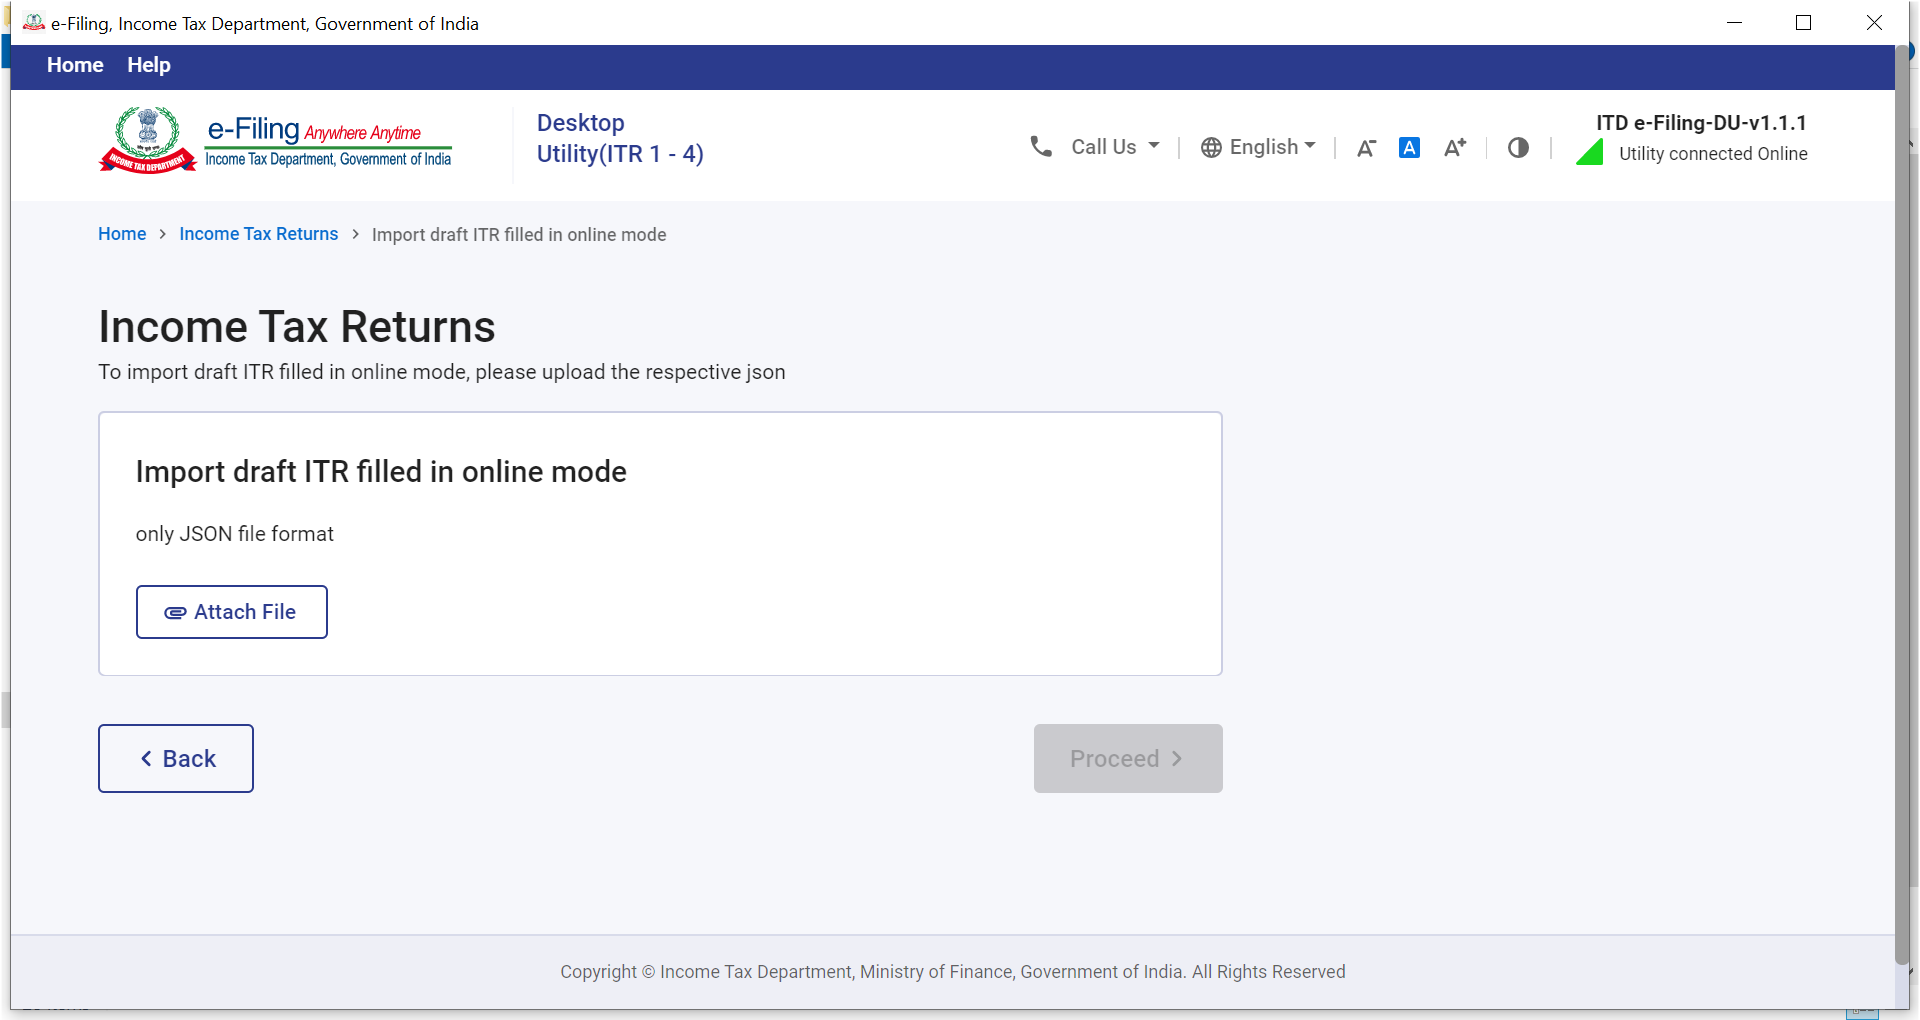 e-Filing, Income Tax Department, Government of India
Home Help
e-Filing Anywhere Anytime
Income Tax Department, Government of India
INCOME TAX DEPARTMENT
Desktop
Utility(ITR 1 - 4)
Call Us
English
A-
A
A+
ITD e-Filing-DU-v1.1.1
Utility connected Online
Home > Income Tax Returns > Import draft ITR filled in online mode
Income Tax Returns
To import draft ITR filled in online mode, please upload the respective json
Import draft ITR filled in online mode
only JSON file format
Attach File
Back
Proceed
Copyright © Income Tax Department, Ministry of Finance, Government of India. All Rights Reserved